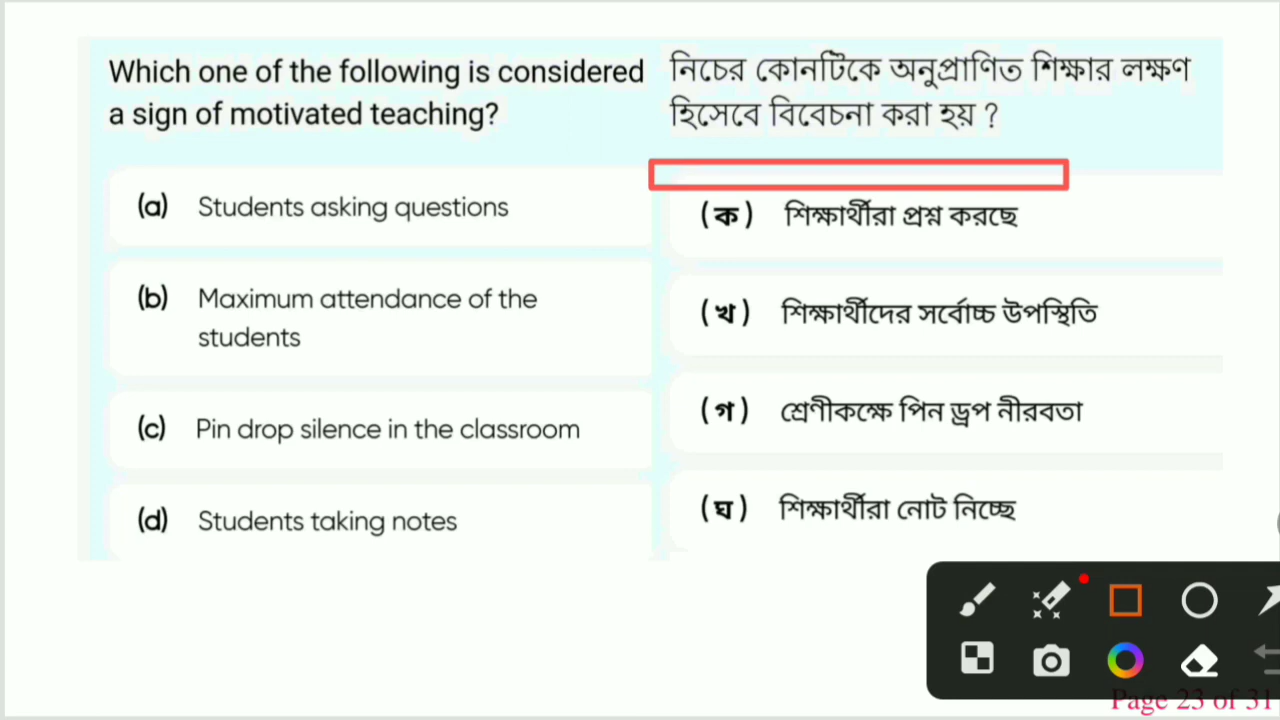 Which one of the following is considered
a sign of motivated teaching?
(a) Students asking questions
(b) Maximum attendance of the
students
(c) Pin drop silence in the classroom
(d) Students taking notes
নিচের কোনটিকে অনুপ্রাণিত শিক্ষার লক্ষণ
হিসেবে বিবেচনা করা হয় ?
(ক) শিক্ষার্থীরা প্রশ্ন করছে
(খ) শিক্ষার্থীদের সর্বোচ্চ উপস্থিতি
(গ) শ্রেণীকক্ষে পিন ড্রপ নীরবতা
(ঘ) শিক্ষার্থীরা নোট নিচ্ছে
Page 23 of 31